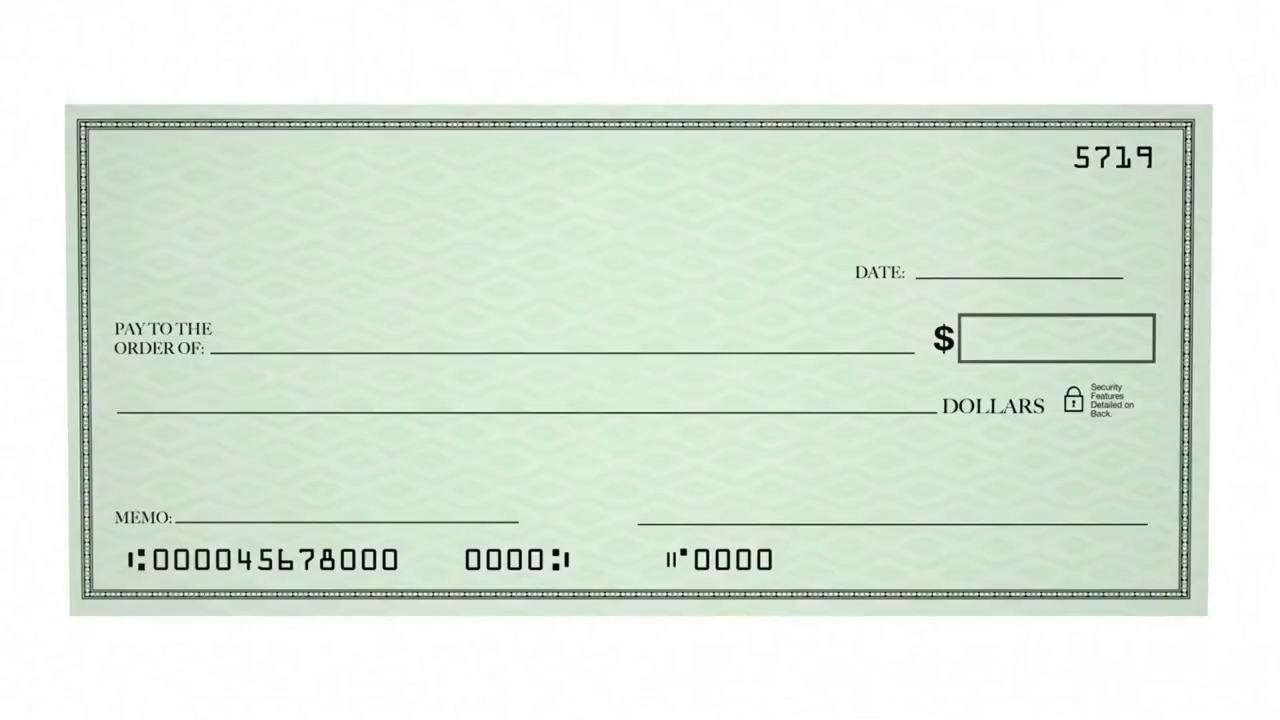 5719
DATE:
PAY TO THE
ORDER OF:
$
DOLLARS
Security
Features
Detailed on
Back.
MEMO:
⑆000045678000 0000⑆ ⑈0000